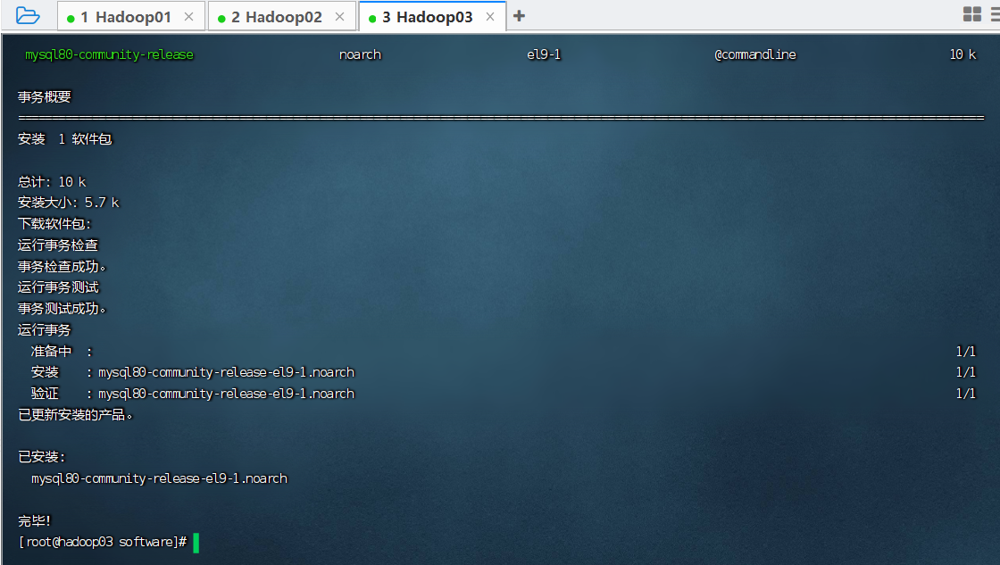 1 Hadoop01 × 2 Hadoop02 × 3 Hadoop03 × +
mysql80-community-release noarch el9-1 @commandline 10 k
事务概要
================================================================================
安装 1 软件包
总计: 10 k
安装大小: 5.7 k
下载软件包:
运行事务检查
事务检查成功。
运行事务测试
事务测试成功。
运行事务
准备中 : 1/1
安装 : mysql80-community-release-el9-1.noarch 1/1
验证 : mysql80-community-release-el9-1.noarch 1/1
已更新安装的产品。
已安装:
mysql80-community-release-el9-1.noarch
完毕!
[root@hadoop03 software]#